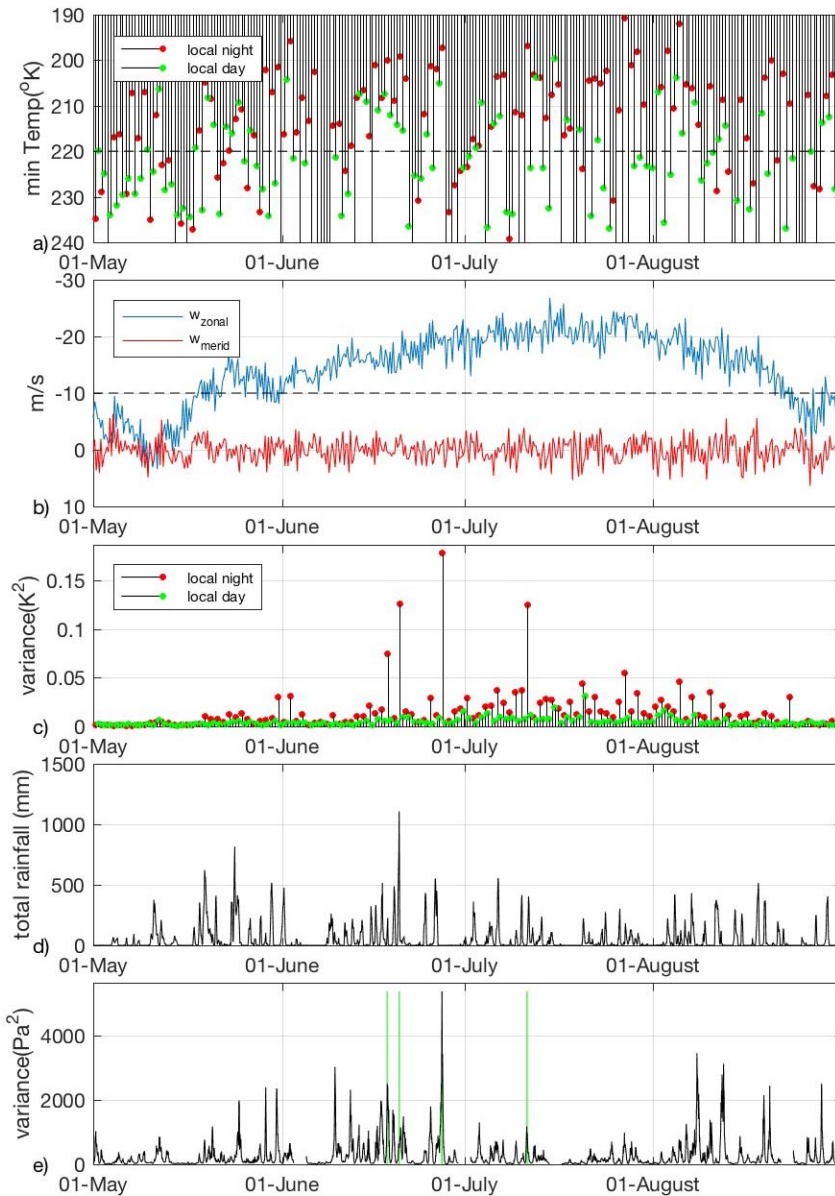 190
200
210
220
230
240
min Temp(°K)
local night
local day
a)
01-May
01-June
01-July
01-August
-30
-20
-10
0
10
m/s
w_zonal
w_merid
b)
01-May
01-June
01-July
01-August
0.15
0.1
0.05
0
variance(K²)
local night
local day
c)
01-May
01-June
01-July
01-August
1500
1000
500
0
total rainfall (mm)
d)
01-May
01-June
01-July
01-August
4000
2000
0
variance(Pa²)
e)
01-May
01-June
01-July
01-August